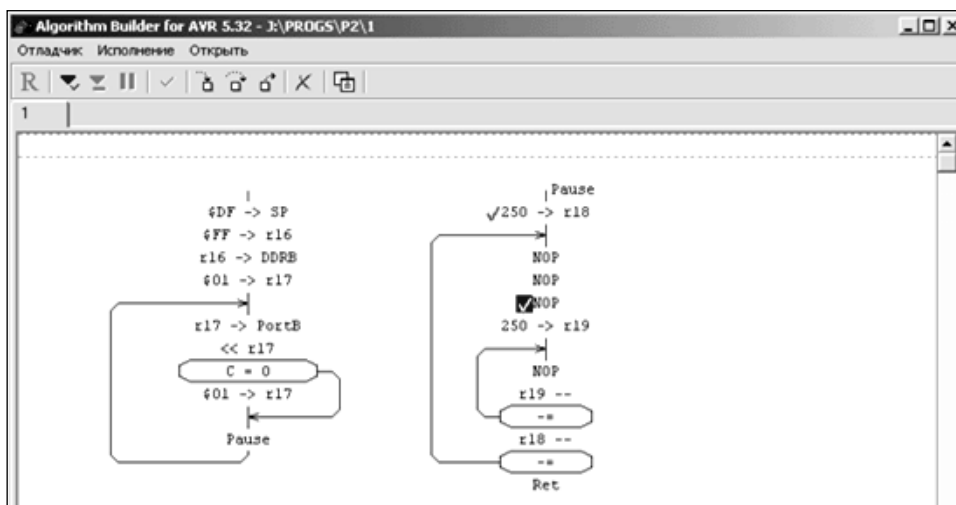 Algorithm Builder for AVR 5.32 - J:\PROGS\P2\1
Отладчик Исполнение Открыть
R
1
$DF -> SP
$FF -> r16
r16 -> DDRB
$01 -> r17
r17 -> PortB
<< r17
C = 0
$01 -> r17
Pause
Pause
250 -> r18
NOP
NOP
NOP
250 -> r19
NOP
r19 --
-=
r18 --
-=
Ret